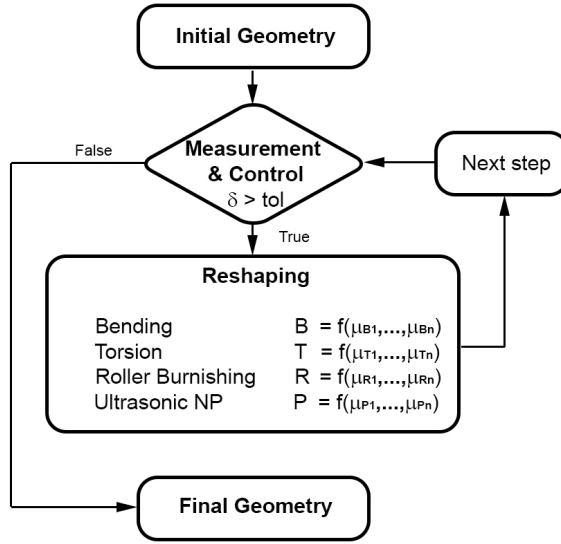 Initial Geometry
False
Measurement
& Control
δ > tol
Next step
True
Reshaping
Bending B = f(μB1,...,μBn)
Torsion T = f(μT1,...,μTn)
Roller Burnishing R = f(μR1,...,μRn)
Ultrasonic NP P = f(μP1,...,μPn)
Final Geometry